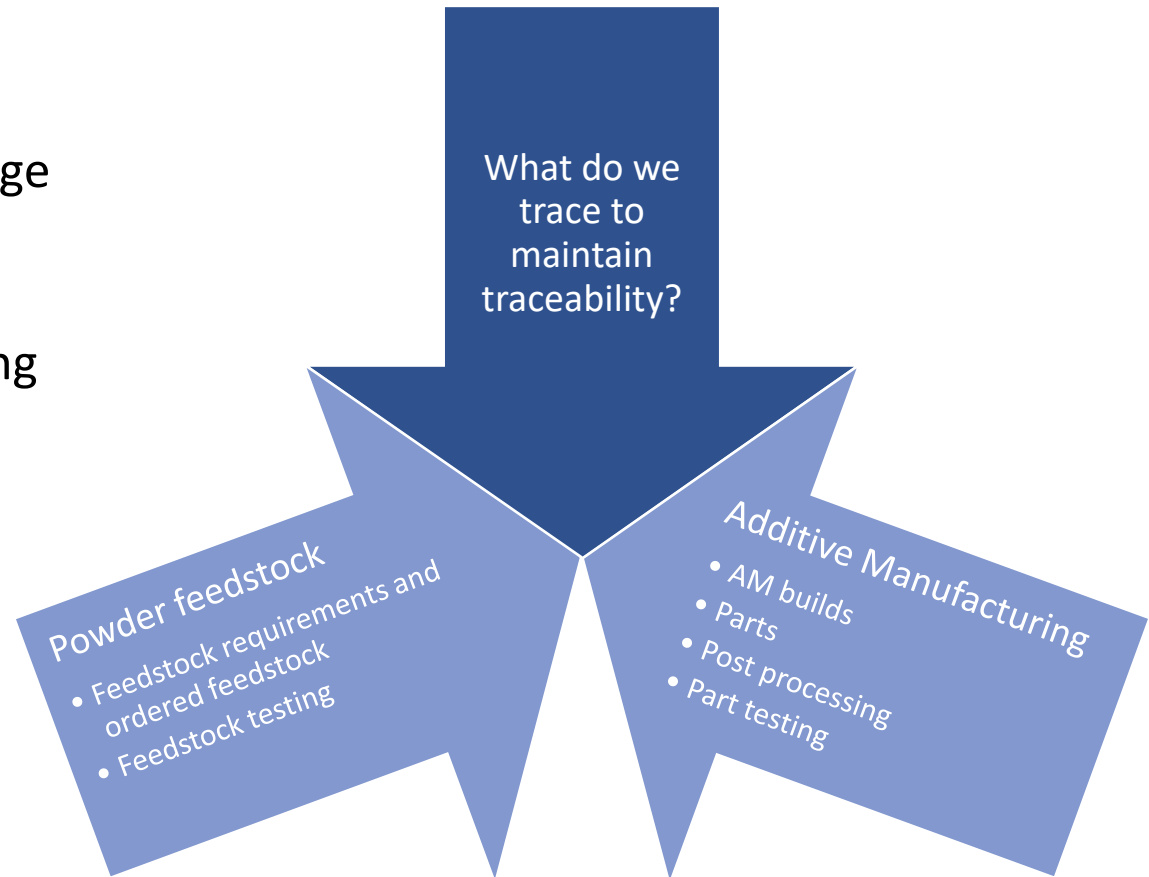 ge
ng
What do we
trace to
maintain
traceability?
Powder feedstock
• Feedstock requirements and
ordered feedstock
• Feedstock testing
Additive Manufacturing
• AM builds
• Parts
• Post processing
• Part testing